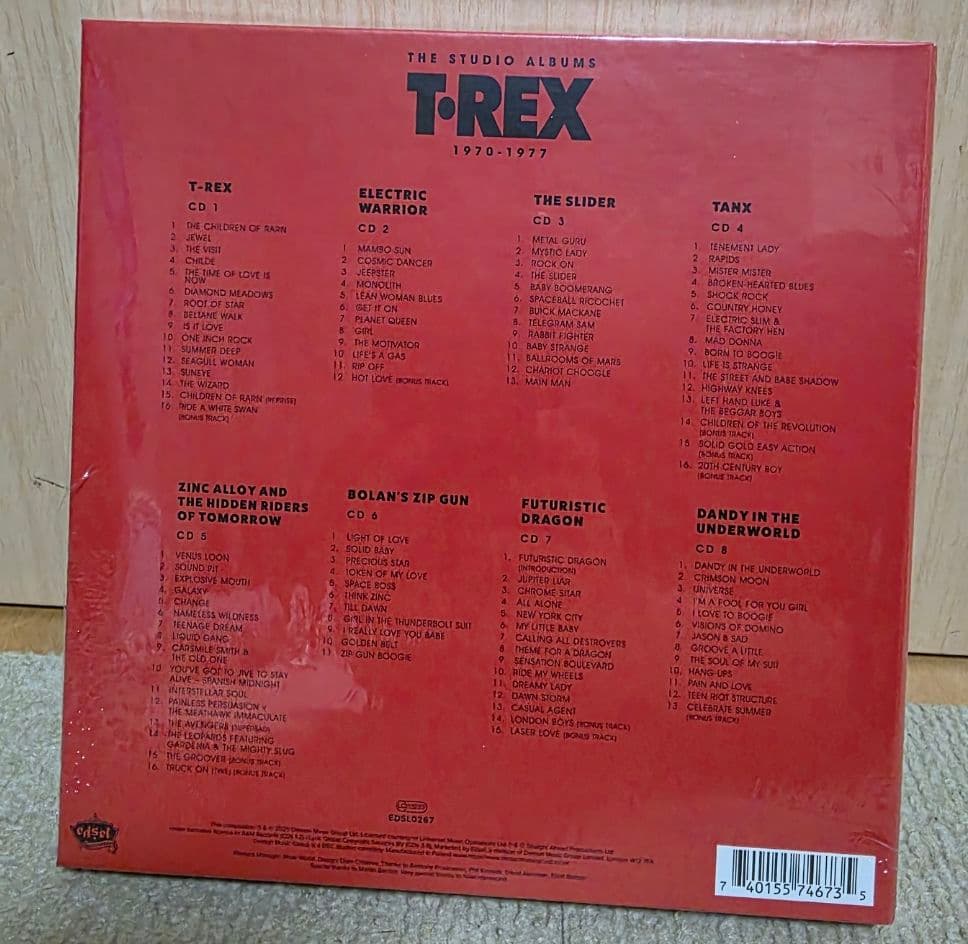 THE STUDIO ALBUMS
T·REX
1970-1977
T-REX
CD 1
1. THE CHILDREN OF RARN
2. JEWEL
3. THE VISIT
4. CHILDE
5. THE TIME OF LOVE IS
NOW
6. DIAMOND MEADOWS
7. ROOT OF STAR
8. BELTANE WALK
9. IS IT LOVE
10. ONE INCH ROCK
11. SUMMER DEEP
12. SEAGULL WOMAN
13. SUNEYE
14. THE WIZARD
15. CHILDREN OF RARN (REPRISE)
16. RIDE A WHITE SWAN
(BONUS TRACK)
ELECTRIC
WARRIOR
CD 2
1. MAMBO SUN
2. COSMIC DANCER
3. JEEPSTER
4. MONOLITH
5. LEAN WOMAN BLUES
6. GET IT ON
7. PLANET QUEEN
8. GIRL
9. THE MOTIVATOR
10. LIFE'S A GAS
11. RIP OFF
12. HOT LOVE (BONUS TRACK)
THE SLIDER
CD 3
1. METAL GURU
2. MYSTIC LADY
3. ROCK ON
4. THE SLIDER
5. BABY BOOMERANG
6. SPACEBALL RICOCHET
7. BUICK MACKANE
8. TELEGRAM SAM
9. RABBIT FIGHTER
10. BABY STRANGE
11. BALLROOMS OF MARS
12. CHARIOT CHOOGLE
13. MAIN MAN
TANX
CD 4
1. TENEMENT LADY
2. RAPIDS
3. MISTER MISTER
4. BROKEN-HEARTED BLUES
5. SHOCK ROCK
6. COUNTRY HONEY
7. ELECTRIC SLIM &
THE FACTORY HEN
8. MAD DONNA
9. BORN TO BOOGIE
10. LIFE IS STRANGE
11. THE STREET AND BABE SHADOW
12. HIGHWAY KNEES
13. LEFT HAND LUKE &
THE BEGGAR BOYS
14. CHILDREN OF THE REVOLUTION
(BONUS TRACK)
15. SOLID GOLD EASY ACTION
(BONUS TRACK)
16. 20TH CENTURY BOY
(BONUS TRACK)
ZINC ALLOY AND
THE HIDDEN RIDERS
OF TOMORROW
CD 5
1. VENUS LOON
2. SOUND PIT
3. EXPLOSIVE MOUTH
4. GALAXY
5. CHANGE
6. NAMELESS WILDNESS
7. TEENAGE DREAM
8. LIQUID GANG
9. CARSMILE SMITH &
THE OLD ONE
10. YOU'VE GOT TO JIVE TO STAY
ALIVE – SPANISH MIDNIGHT
11. INTERSTELLAR SOUL
12. PAINLESS PERSUASION V
THE MEATHAWK IMMACULATE
13. THE AVENGERS (SUPERBAD)
14. THE LEOPARDS FEATURING
GARDENIA & THE MIGHTY SLUG
15. THE GROOVER (BONUS TRACK)
16. TRUCK ON (TYKE) (BONUS TRACK)
BOLAN'S ZIP GUN
CD 6
1. LIGHT OF LOVE
2. SOLID BABY
3. PRECIOUS STAR
4. TOKEN OF MY LOVE
5. SPACE BOSS
6. THINK ZINC
7. TILL DAWN
8. GIRL IN THE THUNDERBOLT SUIT
9. I REALLY LOVE YOU BABE
10. GOLDEN BELT
11. ZIP GUN BOOGIE
FUTURISTIC
DRAGON
CD 7
1. FUTURISTIC DRAGON
(INTRODUCTION)
2. JUPITER LIAR
3. CHROME SITAR
4. ALL ALONE
5. NEW YORK CITY
6. MY LITTLE BABY
7. CALLING ALL DESTROYERS
8. THEME FOR A DRAGON
9. SENSATION BOULEVARD
10. RIDE MY WHEELS
11. DREAMY LADY
12. DAWN STORM
13. CASUAL AGENT
14. LONDON BOYS (BONUS TRACK)
15. LASER LOVE (BONUS TRACK)
DANDY IN THE
UNDERWORLD
CD 8
1. DANDY IN THE UNDERWORLD
2. CRIMSON MOON
3. UNIVERSE
4. I'M A FOOL FOR YOU GIRL
5. I LOVE TO BOOGIE
6. VISIONS OF DOMINO
7. JASON B SAD
8. GROOVE A LITTLE
9. THE SOUL OF MY SUIT
10. HANG-UPS
11. PAIN AND LOVE
12. TEEN RIOT STRUCTURE
13. CELEBRATE SUMMER
(BONUS TRACK)
EDSL0267
edsel
7 40155 74673 5